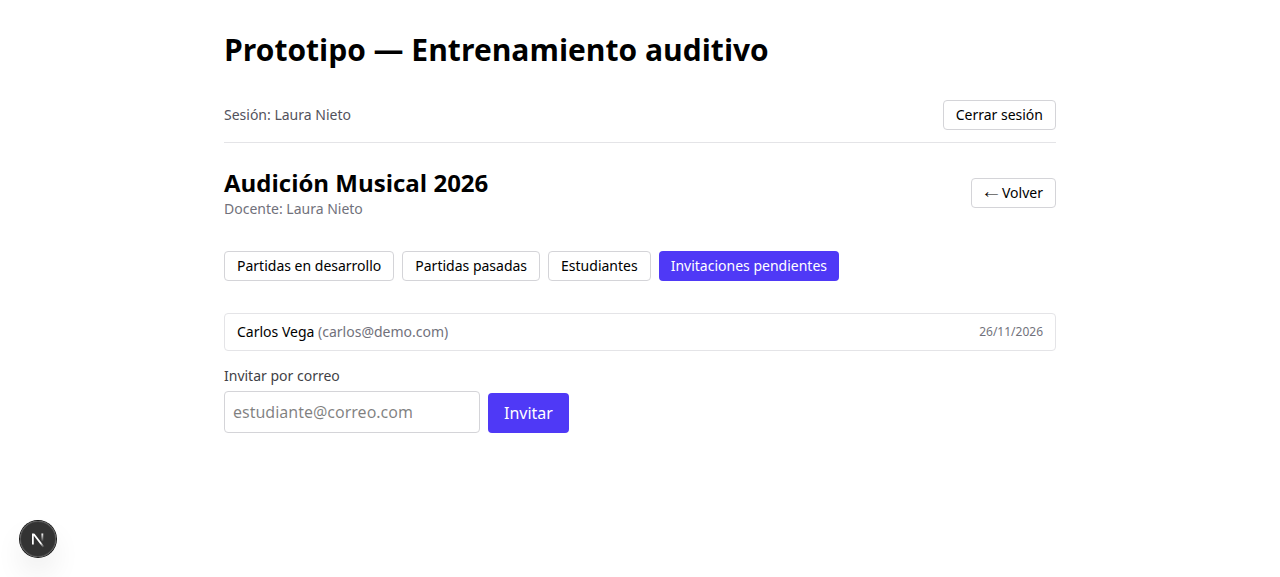 Prototipo — Entrenamiento auditivo
Sesión: Laura Nieto
Cerrar sesión
Audición Musical 2026
Docente: Laura Nieto
← Volver
Partidas en desarrollo
Partidas pasadas
Estudiantes
Invitaciones pendientes
Carlos Vega (carlos@demo.com)
26/11/2026
Invitar por correo
estudiante@correo.com
Invitar
N